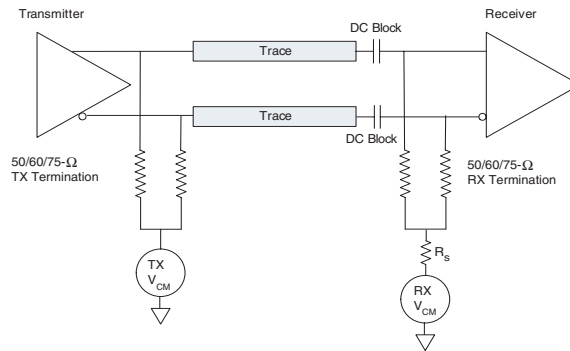 Transmitter
Receiver
DC Block
Trace
Trace
DC Block
50/60/75-Ω
TX Termination
50/60/75-Ω
RX Termination
Rs
TX
VCM
RX
VCM